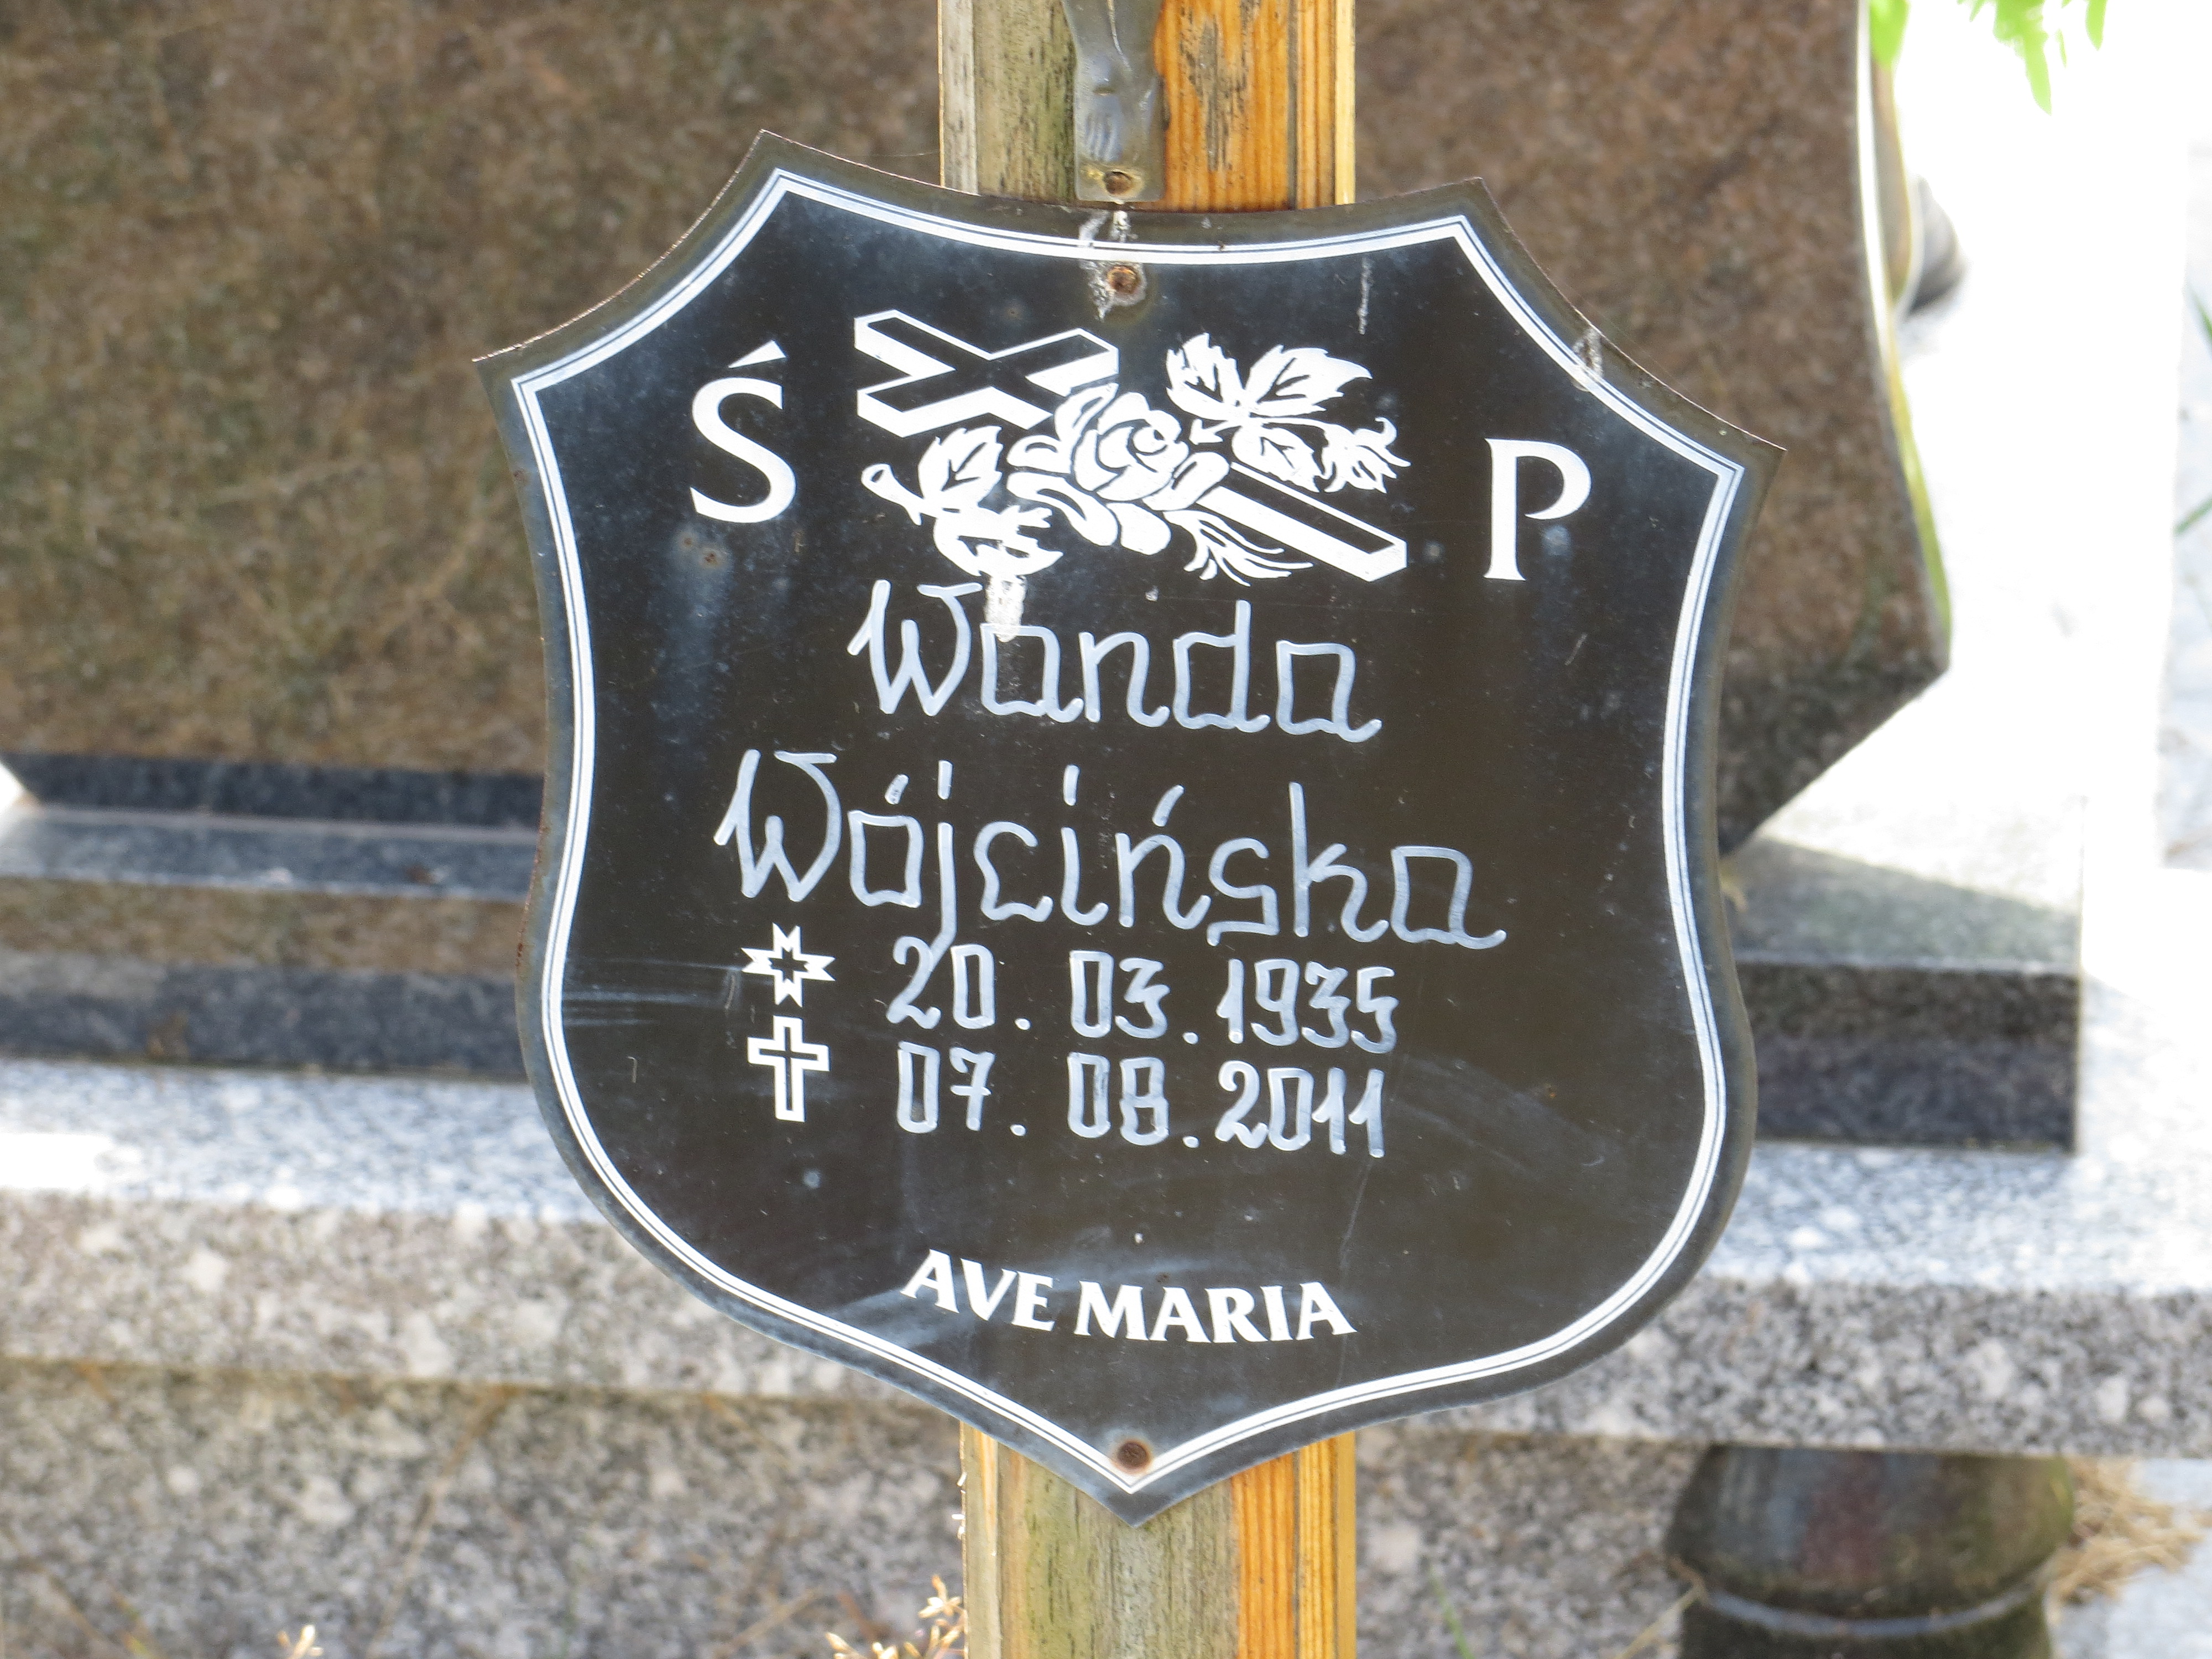 Ś P
Wanda
Wójcińska
20. 03. 1935
07. 08. 2011
AVE MARIA